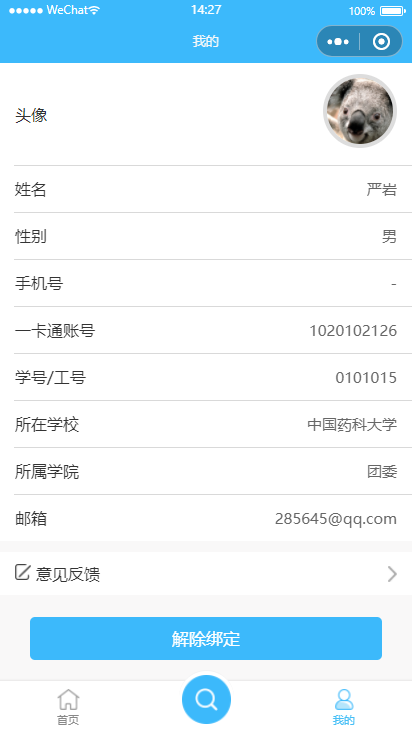 WeChat 14:27 100%
我的
头像
姓名 严岩
性别 男
手机号 -
一卡通账号 1020102126
学号/工号 0101015
所在学校 中国药科大学
所属学院 团委
邮箱 285645@qq.com
意见反馈
解除绑定
首页 我的